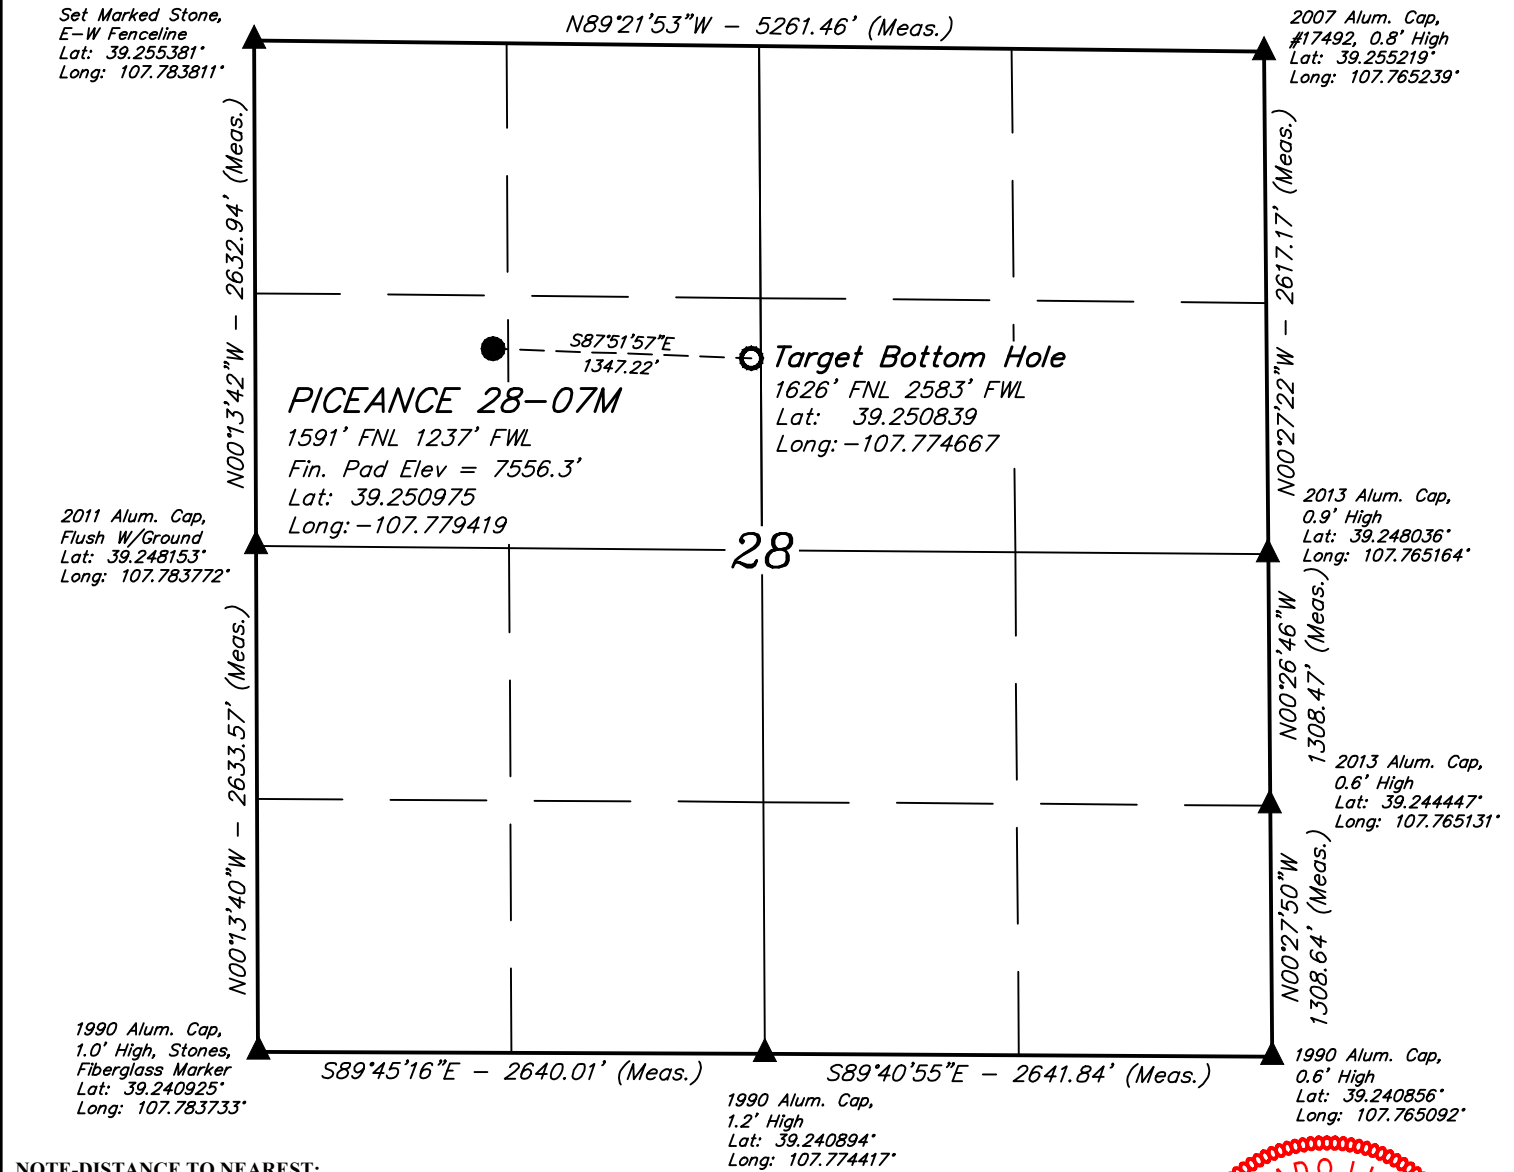 Set Marked Stone,
E-W Fenceline
Lat: 39.255381°
Long: 107.783811°
N89°21'53"W - 5261.46' (Meas.)
2007 Alum. Cap,
#17492, 0.8' High
Lat: 39.255219°
Long: 107.765239°
N00°13'42"W - 2632.94' (Meas.)
N00°27'22"W - 2617.17' (Meas.)
S87°51'57"E
1347.22'
Target Bottom Hole
1626' FNL 2583' FWL
Lat: 39.250839
Long: -107.774667
PICEANCE 28-07M
1591' FNL 1237' FWL
Fin. Pad Elev = 7556.3'
Lat: 39.250975
Long: -107.779419
2011 Alum. Cap,
Flush W/Ground
Lat: 39.248153°
Long: 107.783772°
28
2013 Alum. Cap,
0.9' High
Lat: 39.248036°
Long: 107.765164°
N00°13'40"W - 2633.57' (Meas.)
N00°26'46"W
1308.47' (Meas.)
2013 Alum. Cap,
0.6' High
Lat: 39.244447°
Long: 107.765131°
N00°27'50"W
1308.64' (Meas.)
1990 Alum. Cap,
1.0' High, Stones,
Fiberglass Marker
Lat: 39.240925°
Long: 107.783733°
S89°45'16"E - 2640.01' (Meas.)
S89°40'55"E - 2641.84' (Meas.)
1990 Alum. Cap,
1.2' High
Lat: 39.240894°
Long: 107.774417°
1990 Alum. Cap,
0.6' High
Lat: 39.240856°
Long: 107.765092°
NOTE-DISTANCE TO NEAREST: